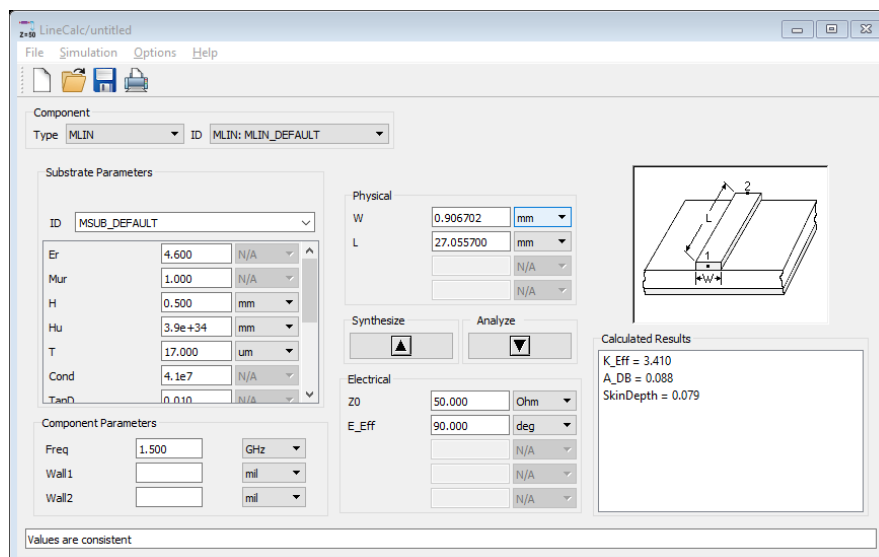 LineCalc/untitled
File Simulation Options Help
Component
Type MLIN ID MLIN: MLIN_DEFAULT
Substrate Parameters
ID MSUB_DEFAULT
Er 4.600 N/A
Mur 1.000 N/A
H 0.500 mm
Hu 3.9e+34 mm
T 17.000 um
Cond 4.1e7 N/A
TanD 0.010 N/A
Component Parameters
Freq 1.500 GHz
Wall1 mil
Wall2 mil
Physical
W 0.906702 mm
L 27.055700 mm
N/A
N/A
Synthesize Analyze
Electrical
Z0 50.000 Ohm
E_Eff 90.000 deg
N/A
N/A
N/A
2
L
1
W
Calculated Results
K_Eff = 3.410
A_DB = 0.088
SkinDepth = 0.079
Values are consistent